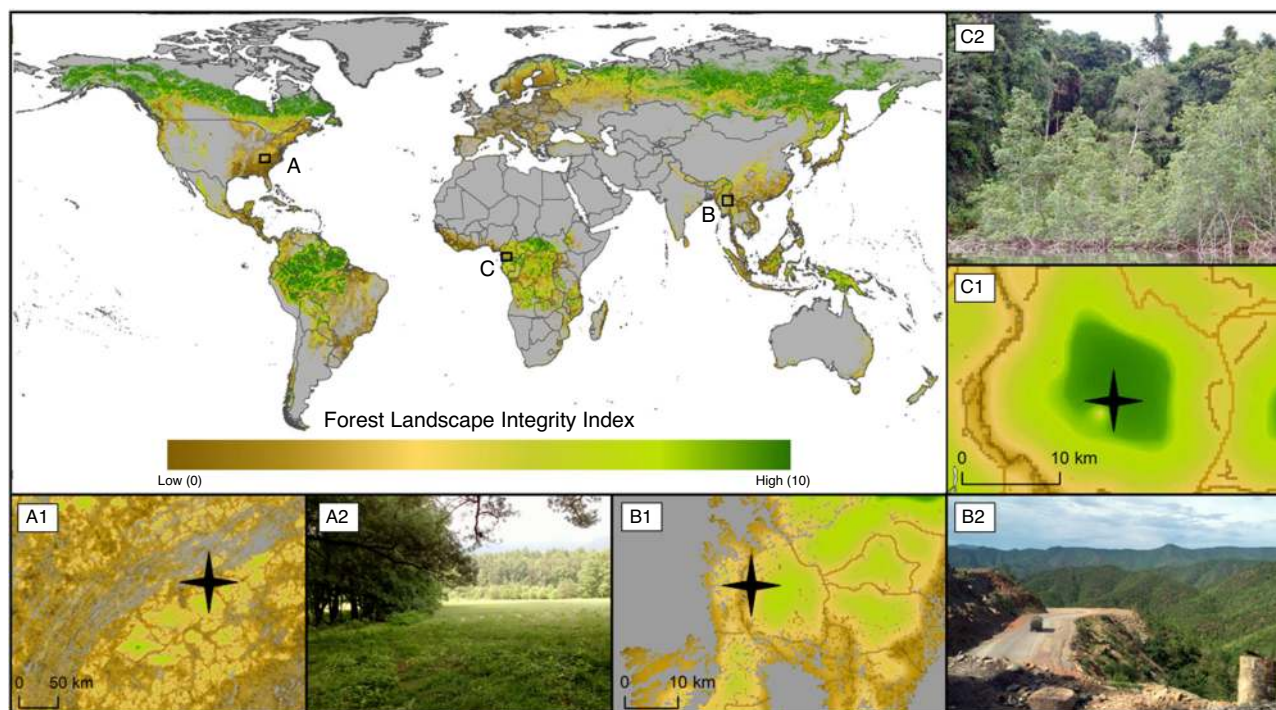 C2
A
B
C
C1
Forest Landscape Integrity Index
0 10 km
Low (0) High (10)
A1
A2
B1
B2
0 50 km
0 10 km